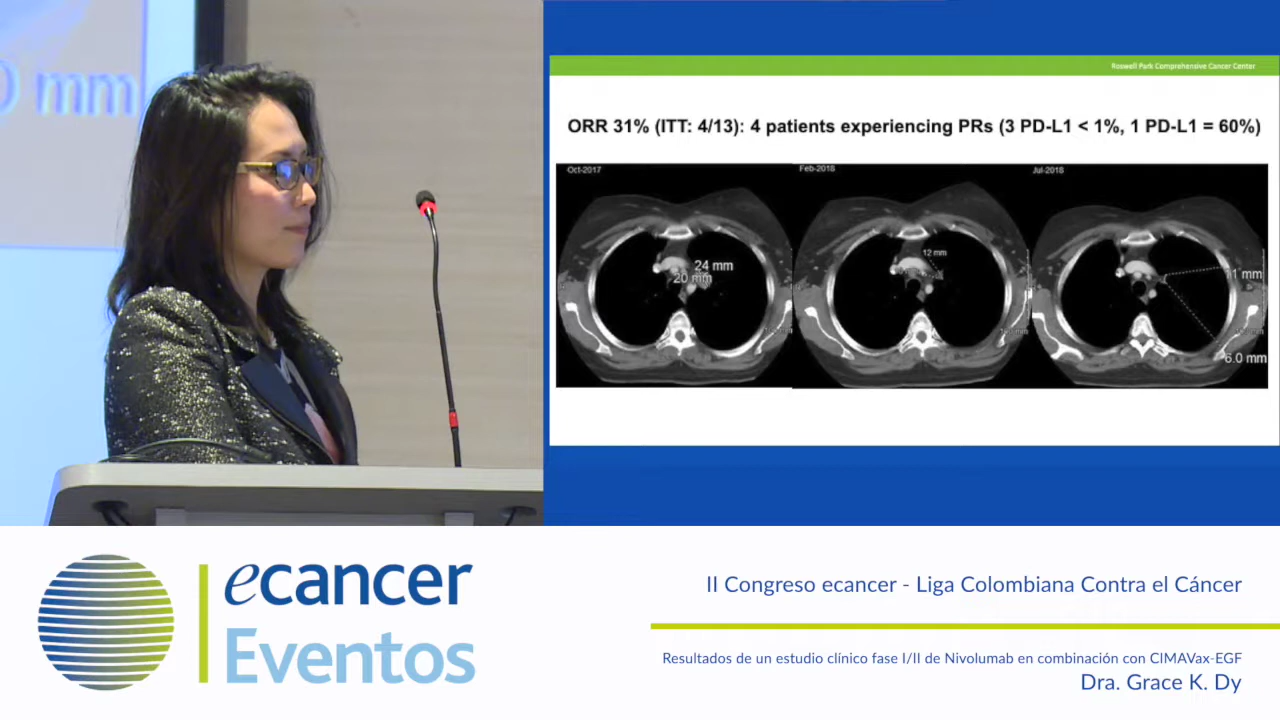 0 mm
Roswell Park Comprehensive Cancer Center
ORR 31% (ITT: 4/13): 4 patients experiencing PRs (3 PD-L1 < 1%, 1 PD-L1 = 60%)
Oct-2017
Feb-2018
Jul-2018
24 mm
20 mm
12 mm
11 mm
6.0 mm
ecancer
Eventos
II Congreso ecancer - Liga Colombiana Contra el Cáncer
Resultados de un estudio clínico fase I/II de Nivolumab en combinación con CIMAVax-EGF
Dra. Grace K. Dy